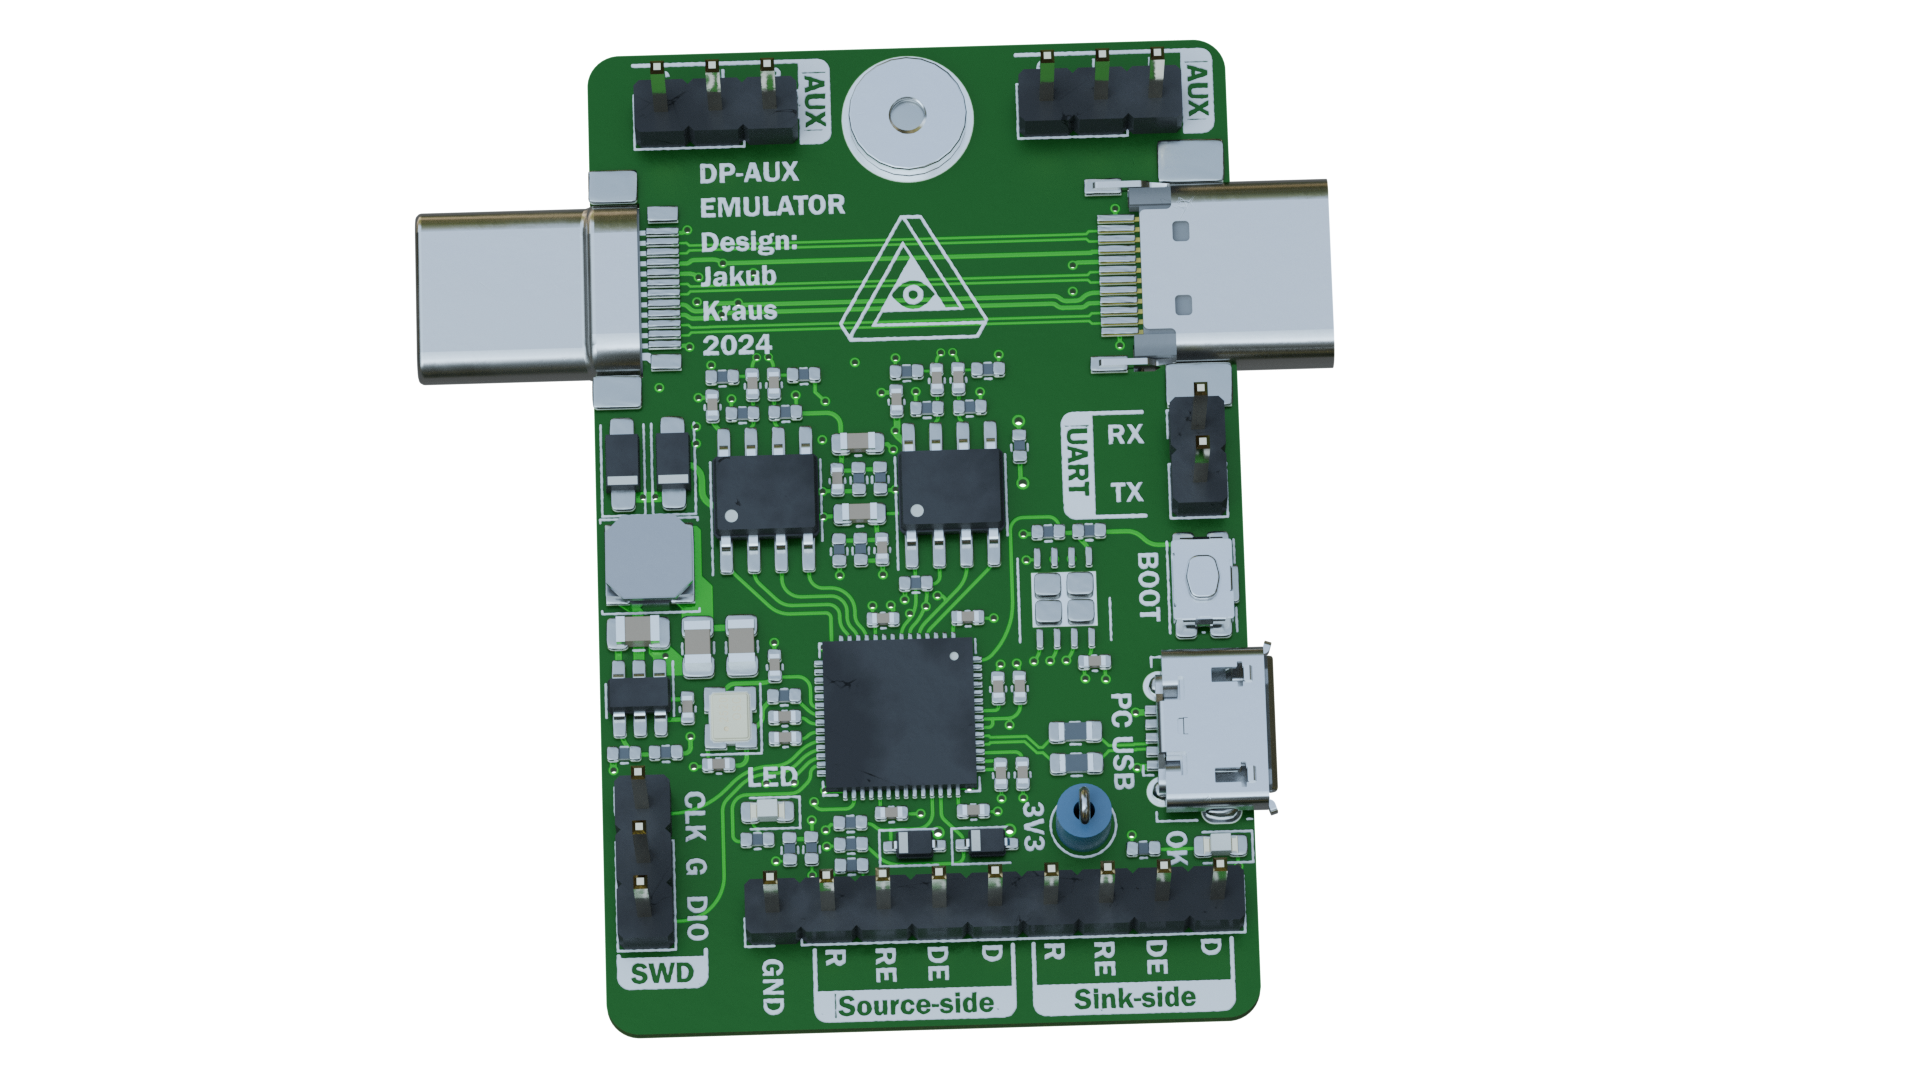 AUX
AUX
DP-AUX
EMULATOR
Design:
Jakub
Kraus
2024
UART
RX
TX
BOOT
PC USB
LED
3V3
OK
CLK G DIO
SWD
GND
R RE DE D
R RE DE D
Source-side
Sink-side